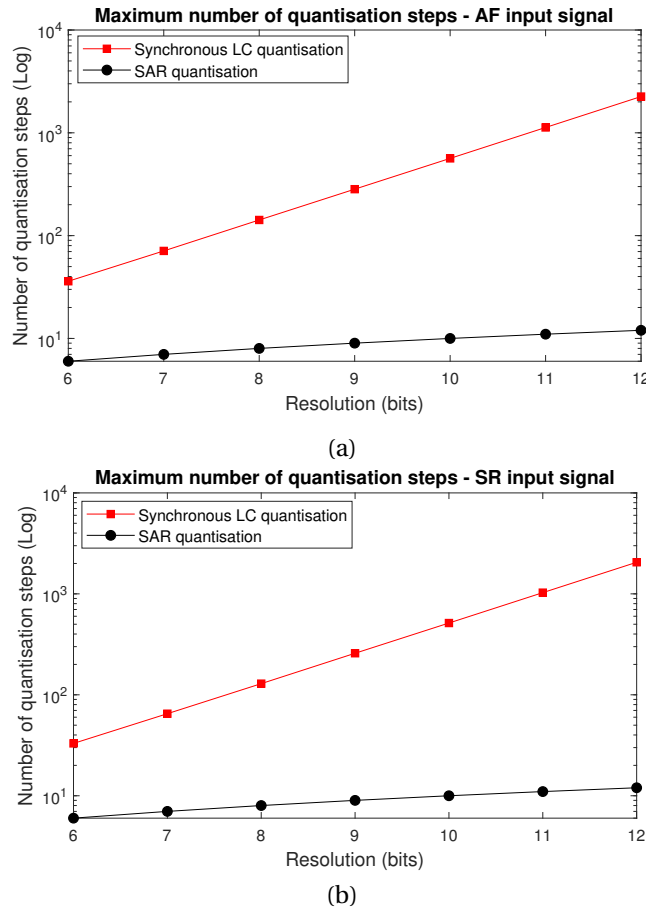 Maximum number of quantisation steps - AF input signal
Number of quantisation steps (Log)
10^4
10^3
10^2
10^1
Synchronous LC quantisation
SAR quantisation
6 7 8 9 10 11 12
Resolution (bits)
(a)
Maximum number of quantisation steps - SR input signal
Number of quantisation steps (Log)
10^4
10^3
10^2
10^1
Synchronous LC quantisation
SAR quantisation
6 7 8 9 10 11 12
Resolution (bits)
(b)